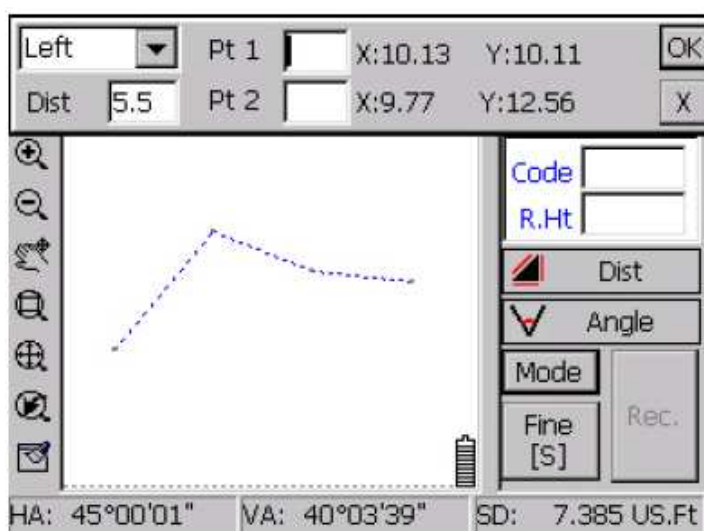 Left Pt 1 X:10.13 Y:10.11 OK
Dist 5.5 Pt 2 X:9.77 Y:12.56 X
Code
R.Ht
Dist
Angle
Mode
Rec.
Fine
[S]
HA: 45°00'01" VA: 40°03'39" SD: 7.385 US.Ft